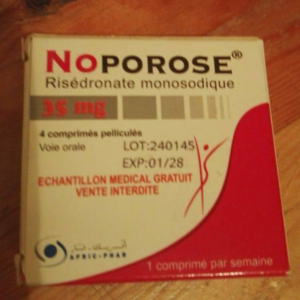 NOPOROSE®
Risédronate monosodique
35 mg
4 comprimés pelliculés
Voie orale
LOT:240145
EXP:01/28
ECHANTILLON MEDICAL GRATUIT
VENTE INTERDITE
AFRIC-PHAR
1 comprimé par semaine